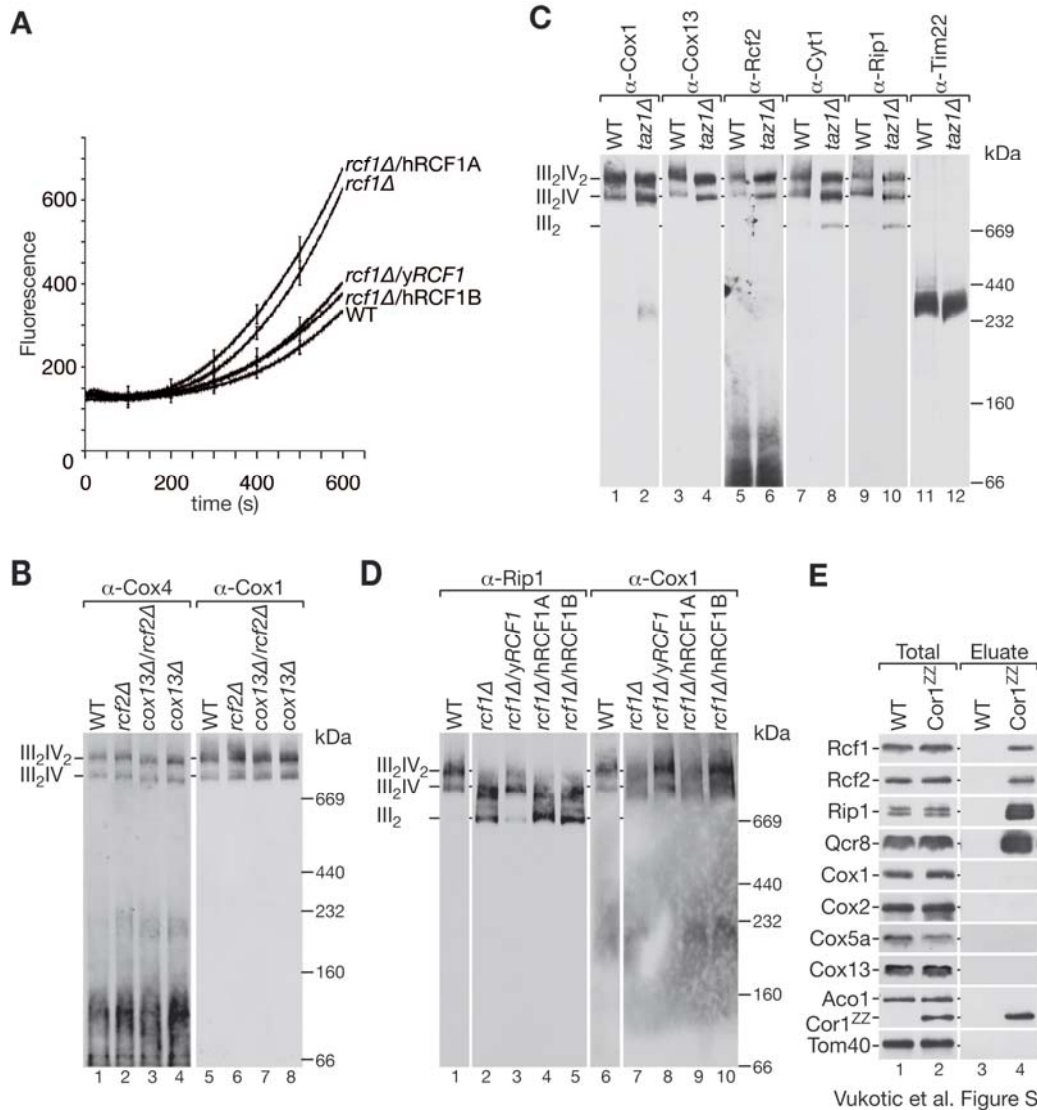 A
Fluorescence
600
400
200
0
0
200
400
600
time (s)
rcf1Δ/hRCF1A
rcf1Δ
rcf1Δ/yRCF1
rcf1Δ/hRCF1B
WT
C
α-Cox1
α-Cox13
α-Rcf2
α-Cyt1
α-Rip1
α-Tim22
WT
taz1Δ
WT
taz1Δ
WT
taz1Δ
WT
taz1Δ
WT
taz1Δ
WT
taz1Δ
kDa
III₂IV₂
III₂IV
III₂
669
440
232
160
66
1 2 3 4 5 6 7 8 9 10 11 12
B
α-Cox4 α-Cox1
WT
rcf2Δ
cox13Δ/rcf2Δ
cox13Δ
WT
rcf2Δ
cox13Δ/rcf2Δ
cox13Δ
kDa
III₂IV₂
III₂IV
669
440
232
160
66
1 2 3 4 5 6 7 8
D
α-Rip1 α-Cox1
WT
rcf1Δ
rcf1Δ/yRCF1
rcf1Δ/hRCF1A
rcf1Δ/hRCF1B
WT
rcf1Δ
rcf1Δ/yRCF1
rcf1Δ/hRCF1A
rcf1Δ/hRCF1B
kDa
III₂IV₂
III₂IV
III₂
669
440
232
160
66
1 2 3 4 5 6 7 8 9 10
E
Total Eluate
WT
Cor1ᶻᶻ
WT
Cor1ᶻᶻ
Rcf1
Rcf2
Rip1
Qcr8
Cox1
Cox2
Cox5a
Cox13
Aco1
Cor1ᶻᶻ
Tom40
1 2 3 4
Vukotic et al. Figure S